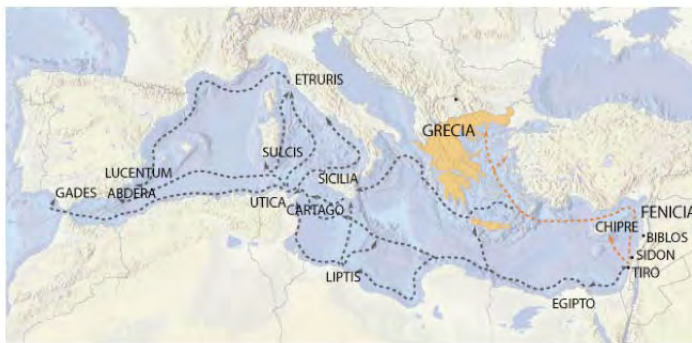 ETRURIS
GRECIA
LUCENTUM
SULCIS
SICILIA
GADES
ABDERA
UTICA
CARTAGO
FENICIA
CHIPRE
BIBLOS
SIDON
TIRO
LIPTIS
EGIPTO